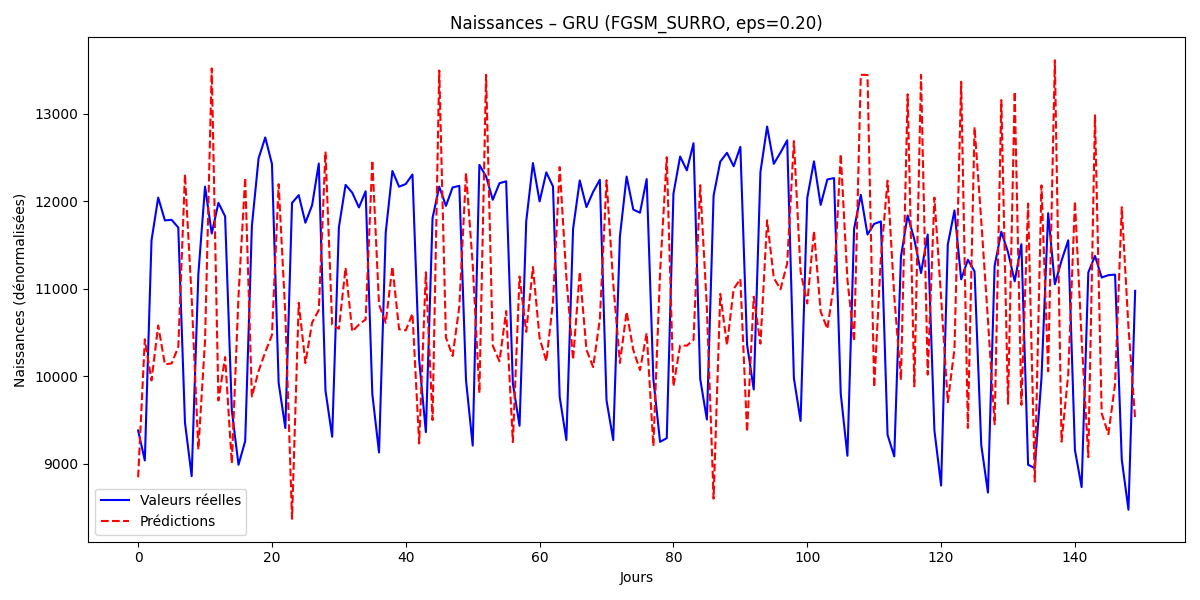 Naissances – GRU (FGSM_SURRO, eps=0.20)
Naissances (dénormalisées)
13000
12000
11000
10000
9000
Valeurs réelles
Prédictions
0 20 40 60 80 100 120 140
Jours